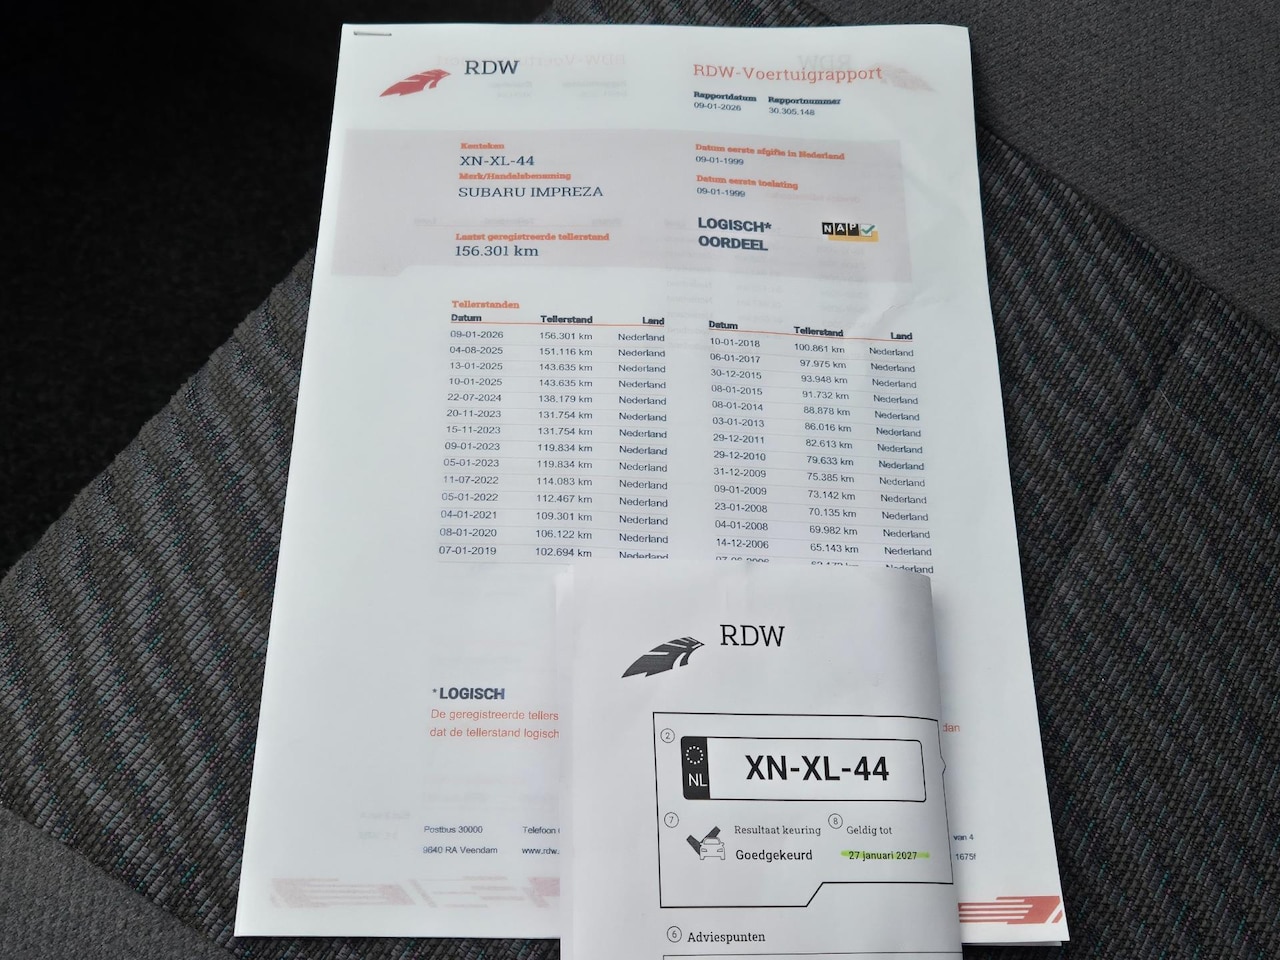 RDW
RDW-Voertuigrapport
Rapportdatum Rapportnummer
09-01-2026 30.305.148
Kenteken
XN-XL-44
Merk/Handelsbenaming
SUBARU IMPREZA
Laatst geregistreerde tellerstand
156.301 km
Datum eerste afgifte in Nederland
09-01-1999
Datum eerste toelating
09-01-1999
LOGISCH*
OORDEEL
NAP
Tellerstanden
Datum Tellerstand Land
09-01-2026 156.301 km Nederland
04-08-2025 151.116 km Nederland
13-01-2025 143.635 km Nederland
10-01-2025 143.635 km Nederland
22-07-2024 138.179 km Nederland
20-11-2023 131.754 km Nederland
15-11-2023 131.754 km Nederland
09-01-2023 119.834 km Nederland
05-01-2023 119.834 km Nederland
11-07-2022 114.083 km Nederland
05-01-2022 112.467 km Nederland
04-01-2021 109.301 km Nederland
08-01-2020 106.122 km Nederland
07-01-2019 102.694 km Nederland
Datum Tellerstand Land
10-01-2018 100.861 km Nederland
06-01-2017 97.975 km Nederland
30-12-2015 93.948 km Nederland
08-01-2015 91.732 km Nederland
08-01-2014 88.878 km Nederland
03-01-2013 86.016 km Nederland
29-12-2011 82.613 km Nederland
29-12-2010 79.633 km Nederland
31-12-2009 75.385 km Nederland
09-01-2009 73.142 km Nederland
23-01-2008 70.135 km Nederland
04-01-2008 69.982 km Nederland
14-12-2006 65.143 km Nederland
Nederland
*LOGISCH
De geregistreerde tellers
dan
dat de tellerstand logisch
Postbus 30000 Telefoon
9640 RA Veendam www.rdw.
van 4
RDW
2
NL XN-XL-44
7 Resultaat keuring 8 Geldig tot
Goedgekeurd 27 januari 2027
6 Adviespunten